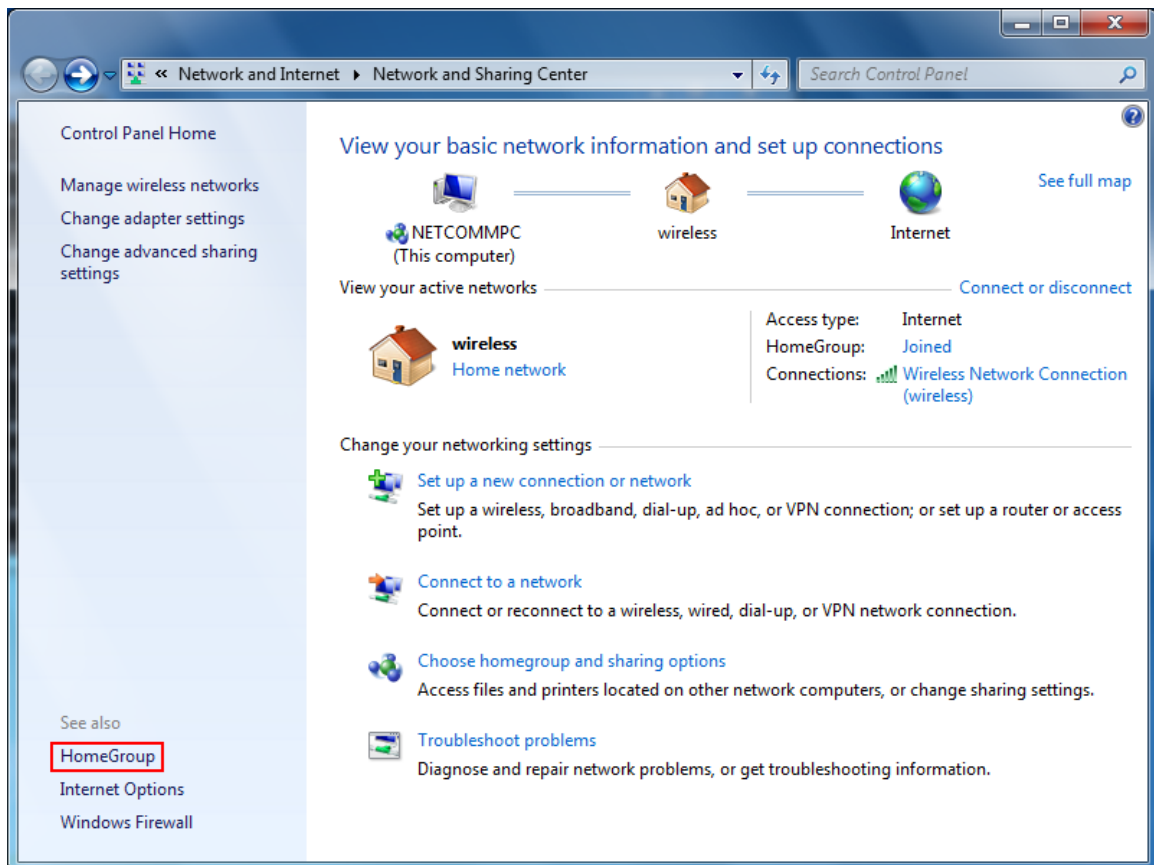 « Network and Internet ▸ Network and Sharing Center
Search Control Panel
Control Panel Home
Manage wireless networks
Change adapter settings
Change advanced sharing
settings
See also
HomeGroup
Internet Options
Windows Firewall
View your basic network information and set up connections
See full map
NETCOMMPC
(This computer)
wireless
Internet
View your active networks
Connect or disconnect
wireless
Home network
Access type: Internet
HomeGroup: Joined
Connections: Wireless Network Connection
(wireless)
Change your networking settings
Set up a new connection or network
Set up a wireless, broadband, dial-up, ad hoc, or VPN connection; or set up a router or access
point.
Connect to a network
Connect or reconnect to a wireless, wired, dial-up, or VPN network connection.
Choose homegroup and sharing options
Access files and printers located on other network computers, or change sharing settings.
Troubleshoot problems
Diagnose and repair network problems, or get troubleshooting information.